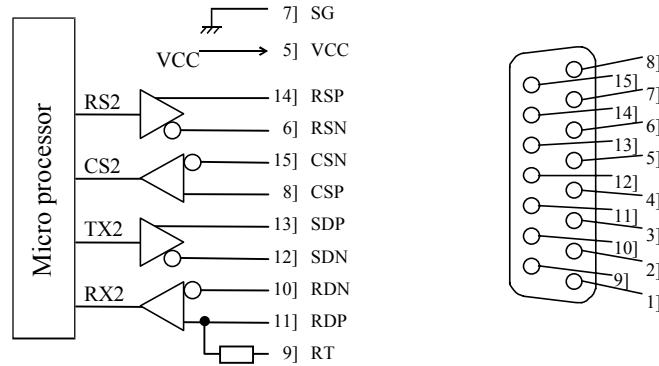 7] SG
VCC 5] VCC
RS2 14] RSP
6] RSN
CS2 15] CSN
8] CSP
TX2 13] SDP
12] SDN
RX2 10] RDN
11] RDP
9] RT
Micro processor
8]
15]
7]
14]
6]
13]
5]
12]
4]
11]
3]
10]
2]
9]
1]